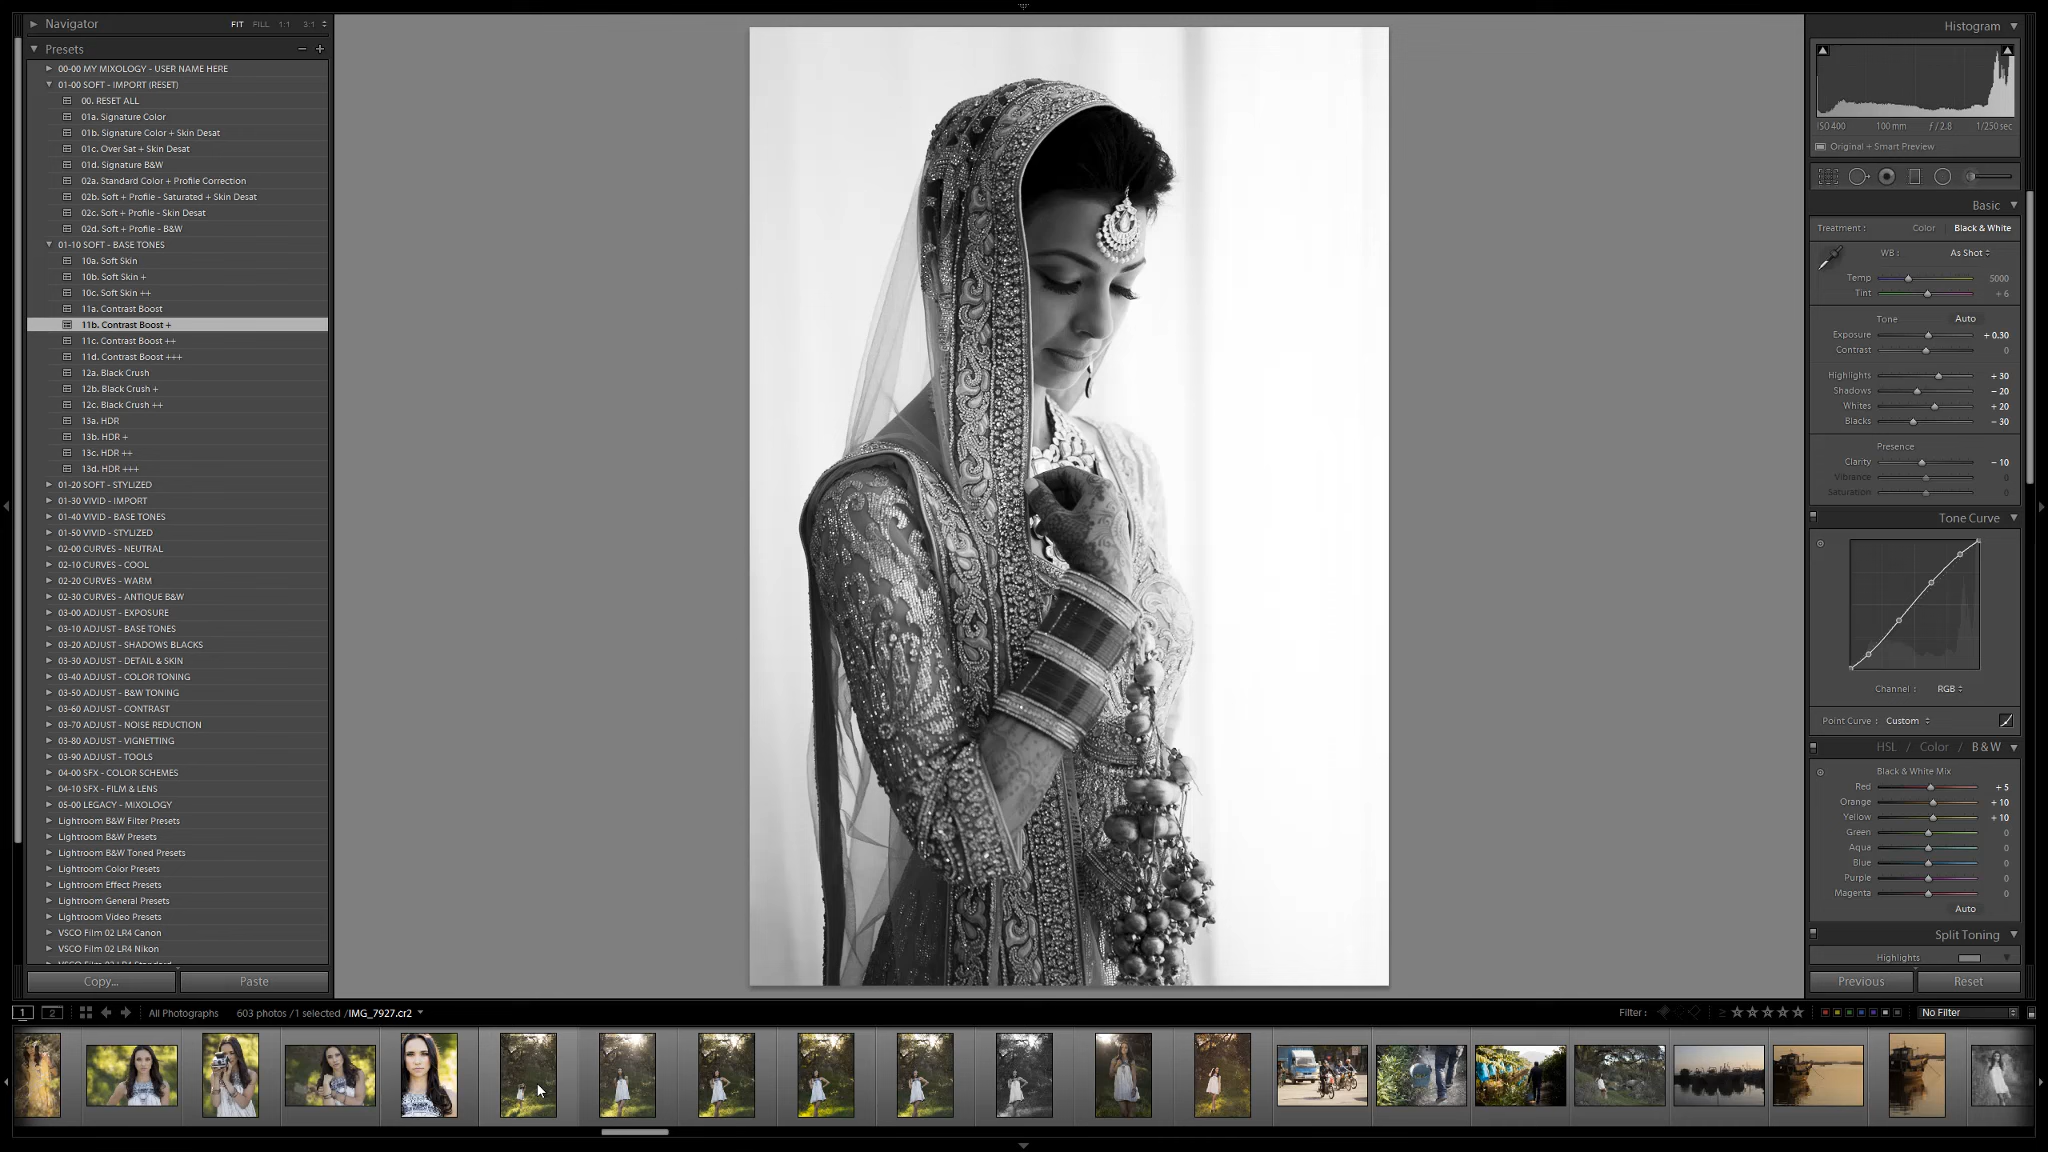 Navigator FIT FILL 1:1 3:1
Presets
00-00 MY MIXOLOGY - USER NAME HERE
01-00 SOFT - IMPORT (RESET)
00. RESET ALL
01a. Signature Color
01b. Signature Color + Skin Desat
01c. Over Sat + Skin Desat
01d. Signature B&W
02a. Standard Color + Profile Correction
02b. Soft + Profile - Saturated + Skin Desat
02c. Soft + Profile - Skin Desat
02d. Soft + Profile - B&W
01-10 SOFT - BASE TONES
10a. Soft Skin
10b. Soft Skin +
10c. Soft Skin ++
11a. Contrast Boost
11b. Contrast Boost +
11c. Contrast Boost ++
11d. Contrast Boost +++
12a. Black Crush
12b. Black Crush +
12c. Black Crush ++
13a. HDR
13b. HDR +
13c. HDR ++
13d. HDR +++
01-20 SOFT - STYLIZED
01-30 VIVID - IMPORT
01-40 VIVID - BASE TONES
01-50 VIVID - STYLIZED
02-00 CURVES - NEUTRAL
02-10 CURVES - COOL
02-20 CURVES - WARM
02-30 CURVES - ANTIQUE B&W
03-00 ADJUST - EXPOSURE
03-10 ADJUST - BASE TONES
03-20 ADJUST - SHADOWS BLACKS
03-30 ADJUST - DETAIL & SKIN
03-40 ADJUST - COLOR TONING
03-50 ADJUST - B&W TONING
03-60 ADJUST - CONTRAST
03-70 ADJUST - NOISE REDUCTION
03-80 ADJUST - VIGNETTING
03-90 ADJUST - TOOLS
04-00 SFX - COLOR SCHEMES
04-10 SFX - FILM & LENS
05-00 LEGACY - MIXOLOGY
Lightroom B&W Filter Presets
Lightroom B&W Presets
Lightroom B&W Toned Presets
Lightroom Color Presets
Lightroom Effect Presets
Lightroom General Presets
Lightroom Video Presets
VSCO Film 02 LR4 Canon
VSCO Film 02 LR4 Nikon
Copy... Paste
Histogram
ISO 400 100 mm ƒ / 2.8 1/250 sec
Original + Smart Preview
Basic
Treatment : Color Black & White
WB : As Shot
Temp 5000
Tint + 6
Tone Auto
Exposure + 0.30
Contrast 0
Highlights + 30
Shadows − 20
Whites + 20
Blacks − 30
Presence
Clarity − 10
Vibrance 0
Saturation 0
Tone Curve
Channel : RGB
Point Curve : Custom
HSL / Color / B & W
Black & White Mix
Red + 5
Orange + 10
Yellow + 10
Green 0
Aqua 0
Blue 0
Purple 0
Magenta 0
Auto
Split Toning
Highlights
Previous Reset
1 2 All Photographs 603 photos / 1 selected / IMG_7927.cr2 Filter : ≥ No Filter